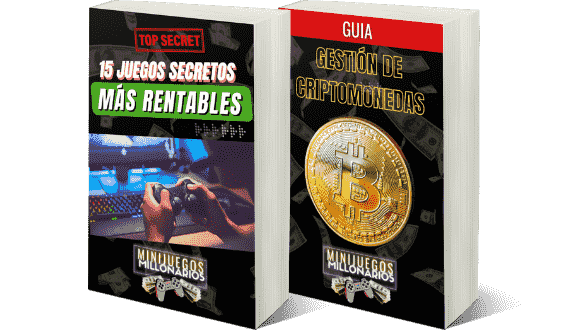 TOP SECRET
15 JUEGOS SECRETOS
MÁS RENTABLES
MINIJUEGOS
MILLONARIOS
GUIA
GESTIÓN DE
CRIPTOMONEDAS
MINIJUEGOS
MILLONARIOS